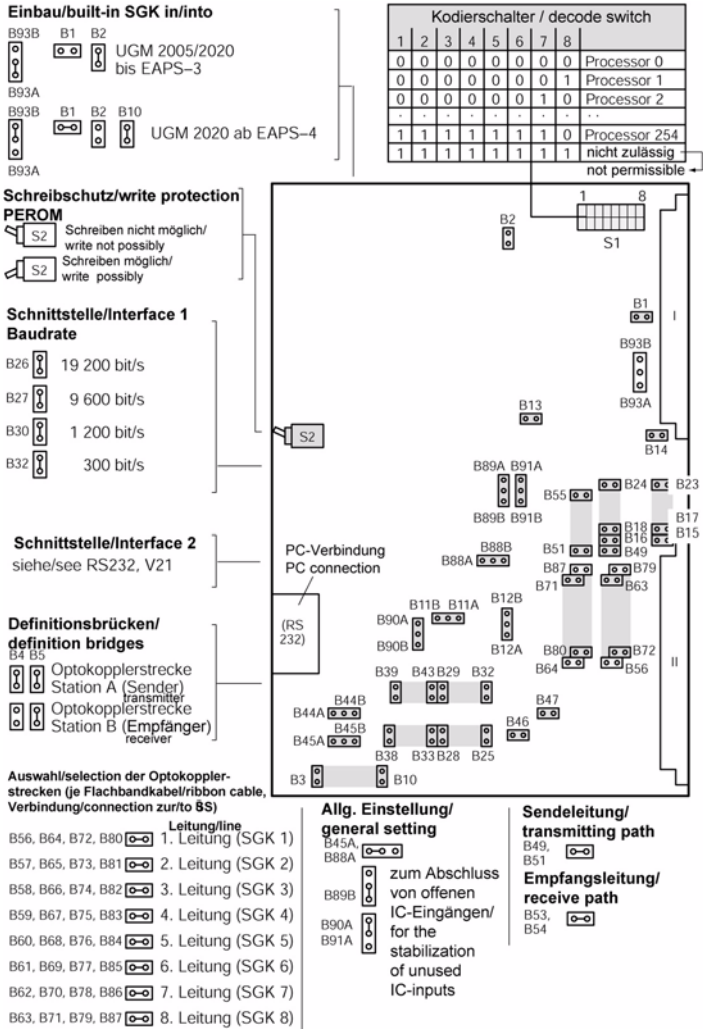 Einbau/built-in SGK in/into
B93B B1 B2
UGM 2005/2020
bis EAPS–3
B93A
B93B B1 B2 B10
UGM 2020 ab EAPS–4
B93A
Kodierschalter / decode switch
1 2 3 4 5 6 7 8
0 0 0 0 0 0 0 0 Processor 0
0 0 0 0 0 0 0 1 Processor 1
0 0 0 0 0 0 1 0 Processor 2
. . . . . . . . . .
1 1 1 1 1 1 1 0 Processor 254
1 1 1 1 1 1 1 1 nicht zulässig
not permissible
Schreibschutz/write protection
PEROM
S2 Schreiben nicht möglich/
write not possibly
S2 Schreiben möglich/
write possibly
Schnittstelle/Interface 1
Baudrate
B26 19 200 bit/s
B27 9 600 bit/s
B30 1 200 bit/s
B32 300 bit/s
Schnittstelle/Interface 2
siehe/see RS232, V21
Definitionsbrücken/
definition bridges
B4 B5
Optokopplerstrecke
Station A (Sender)
transmitter
Optokopplerstrecke
Station B (Empfänger)
receiver
1 8
S1
B2
B1
I
B93B
B93A
B13
B14
S2
B89A B91A
B89B B91B
B24 B23
B55
B17
B18
B16 B15
B51 B49
B88B
B88A
B87 B79
B71 B63
PC-Verbindung
PC connection
(RS
232)
B11B B11A
B90A
B90B
B12B
B12A
B80 B72
B64 B56
II
B39 B43 B29 B32
B44B
B44A
B45B
B45A
B47
B46
B38 B33 B28 B25
B3 B10
Auswahl/selection der Optokoppler-
strecken (je Flachbandkabel/ribbon cable,
Verbindung/connection zur/to SS)
Leitung/line
B56, B64, B72, B80 1. Leitung (SGK 1)
B57, B65, B73, B81 2. Leitung (SGK 2)
B58, B66, B74, B82 3. Leitung (SGK 3)
B59, B67, B75, B83 4. Leitung (SGK 4)
B60, B68, B76, B84 5. Leitung (SGK 5)
B61, B69, B77, B85 6. Leitung (SGK 6)
B62, B70, B78, B86 7. Leitung (SGK 7)
B63, B71, B79, B87 8. Leitung (SGK 8)
Allg. Einstellung/
general setting
B45A,
B88A
B89B
B90A
B91A
zum Abschluss
von offenen
IC-Eingängen/
for the
stabilization
of unused
IC-inputs
Sendeleitung/
transmitting path
B49,
B51
Empfangsleitung/
receive path
B53,
B54